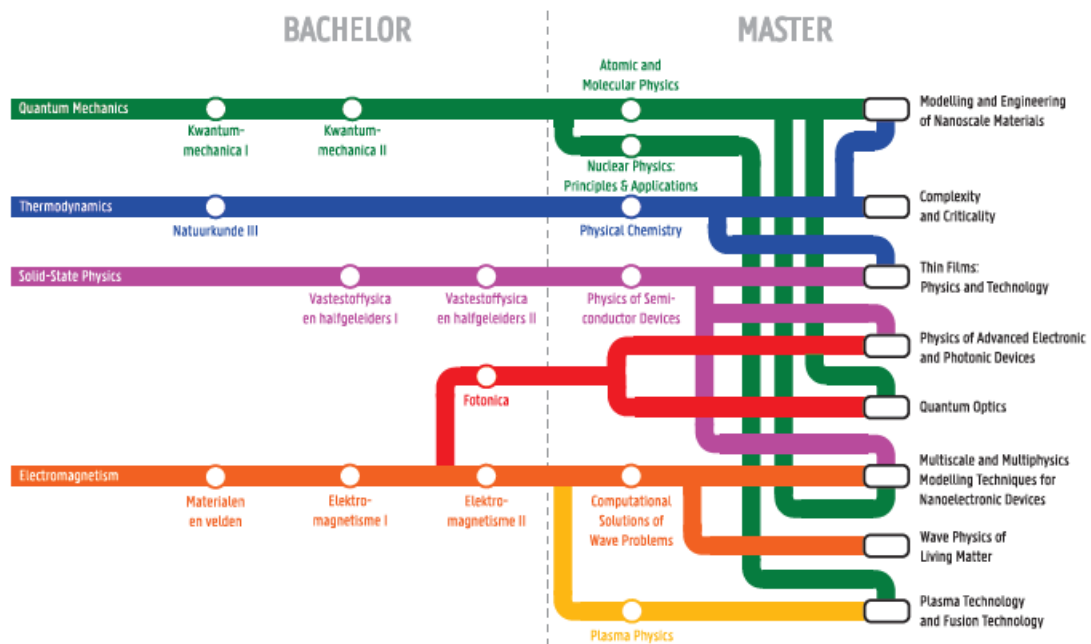 BACHELOR
MASTER
Atomic and
Molecular Physics
Quantum Mechanics
Kwantum-
mechanica I
Kwantum-
mechanica II
Modelling and Engineering
of Nanoscale Materials
Nuclear Physics:
Principles & Applications
Thermodynamics
Natuurkunde III
Physical Chemistry
Complexity
and Criticality
Solid-State Physics
Vastestoffysica
en halfgeleiders I
Vastestoffysica
en halfgeleiders II
Physics of Semi-
conductor Devices
Thin Films:
Physics and Technology
Physics of Advanced Electronic
and Photonic Devices
Fotonica
Quantum Optics
Electromagnetism
Materialen
en velden
Elektro-
magnetisme I
Elektro-
magnetisme II
Computational
Solutions of
Wave Problems
Multiscale and Multiphysics
Modelling Techniques for
Nanoelectronic Devices
Wave Physics of
Living Matter
Plasma Physics
Plasma Technology
and Fusion Technology